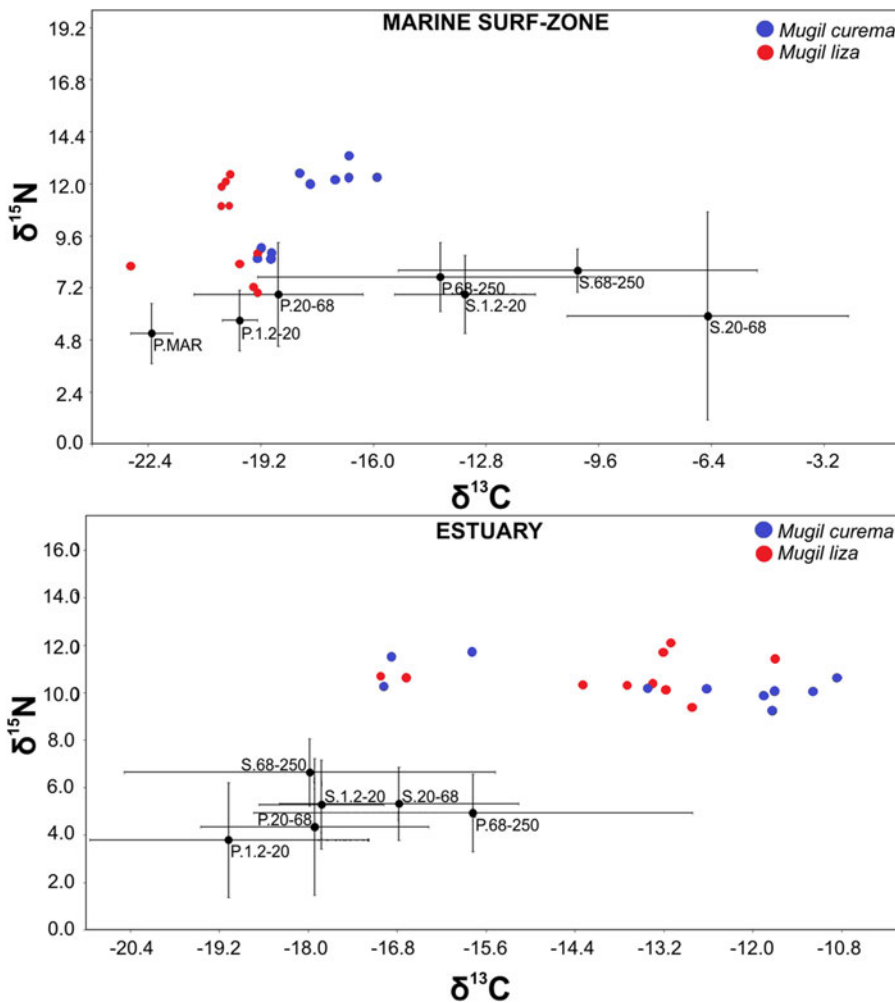 MARINE SURF-ZONE
Mugil curema
Mugil liza
19.2
16.8
14.4
12.0
9.6
7.2
4.8
2.4
0.0
δ15N
P.MAR
P.1.2-20
P.20-68
P.68-250
S.1.2-20
S.68-250
S.20-68
-22.4 -19.2 -16.0 -12.8 -9.6 -6.4 -3.2
δ13C
ESTUARY
Mugil curema
Mugil liza
16.0
14.0
12.0
10.0
8.0
6.0
4.0
2.0
0.0
δ15N
S.68-250
S.1.2-20
S.20-68
P.20-68
P.68-250
P.1.2-20
-20.4 -19.2 -18.0 -16.8 -15.6 -14.4 -13.2 -12.0 -10.8
δ13C